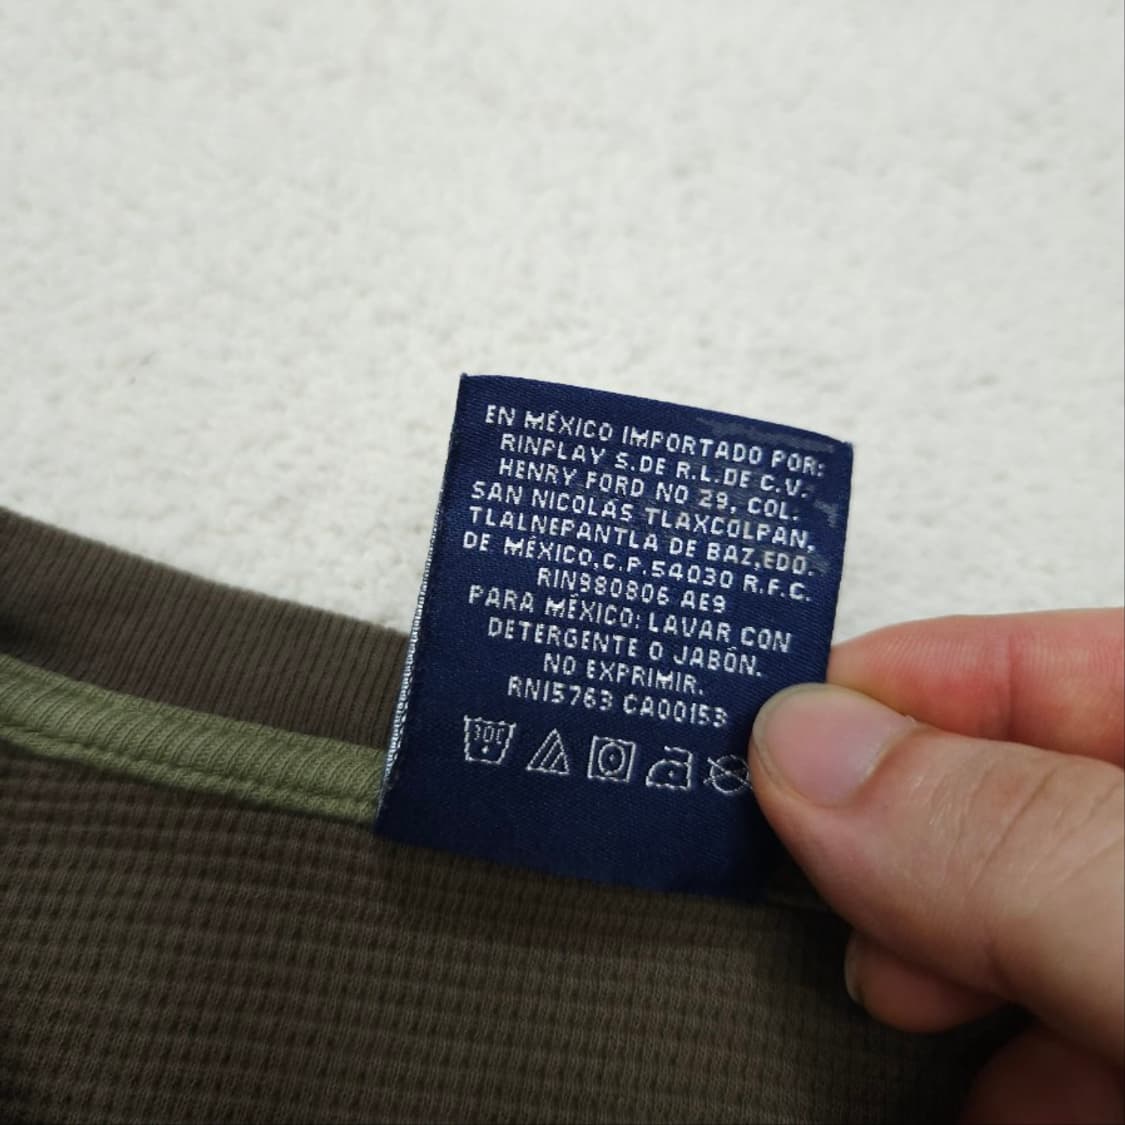 EN MÉXICO IMPORTADO POR:
RINPLAY S.DE R.L.DE C.V.
HENRY FORD NO 29, COL.
SAN NICOLAS TLAXCOLPAN,
TLALNEPANTLA DE BAZ,EDO.
DE MÉXICO,C.P.54030 R.F.C.
RIN980806 AE9
PARA MÉXICO: LAVAR CON
DETERGENTE O JABÓN.
NO EXPRIMIR.
RN15763 CA00153
30C